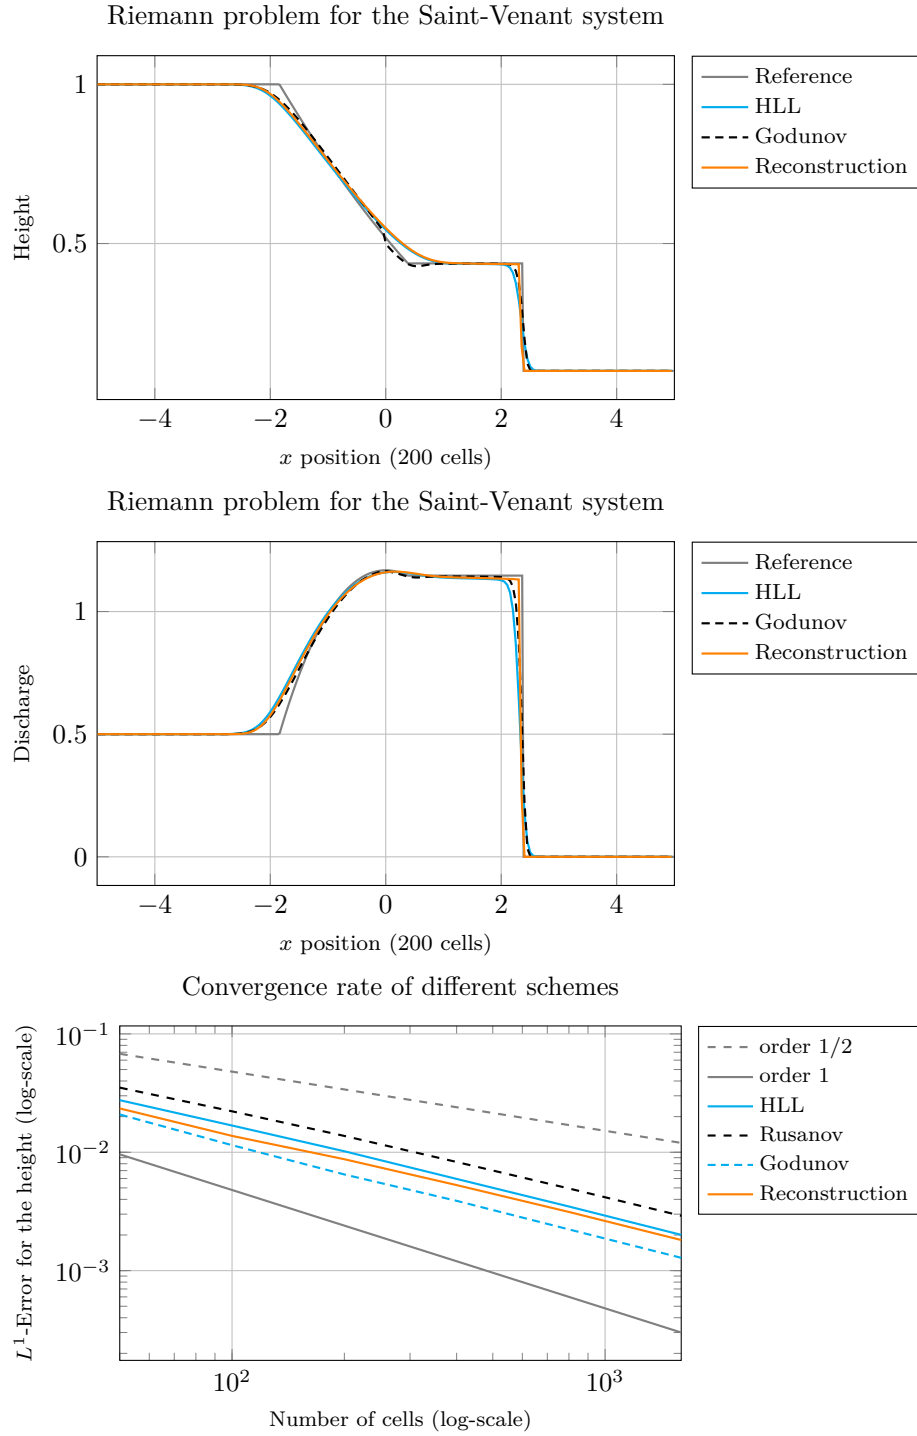 Riemann problem for the Saint-Venant system
1
0.5
Height
−4 −2 0 2 4
x position (200 cells)
Reference
HLL
Godunov
Reconstruction
Riemann problem for the Saint-Venant system
1
0.5
0
Discharge
−4 −2 0 2 4
x position (200 cells)
Reference
HLL
Godunov
Reconstruction
Convergence rate of different schemes
10⁻¹
10⁻²
10⁻³
L¹-Error for the height (log-scale)
10² 10³
Number of cells (log-scale)
order 1/2
order 1
HLL
Rusanov
Godunov
Reconstruction